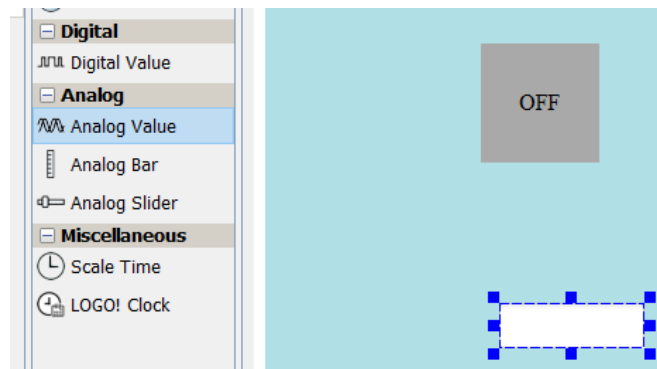 Digital
Digital Value
Analog
Analog Value
Analog Bar
Analog Slider
Miscellaneous
Scale Time
LOGO! Clock
OFF